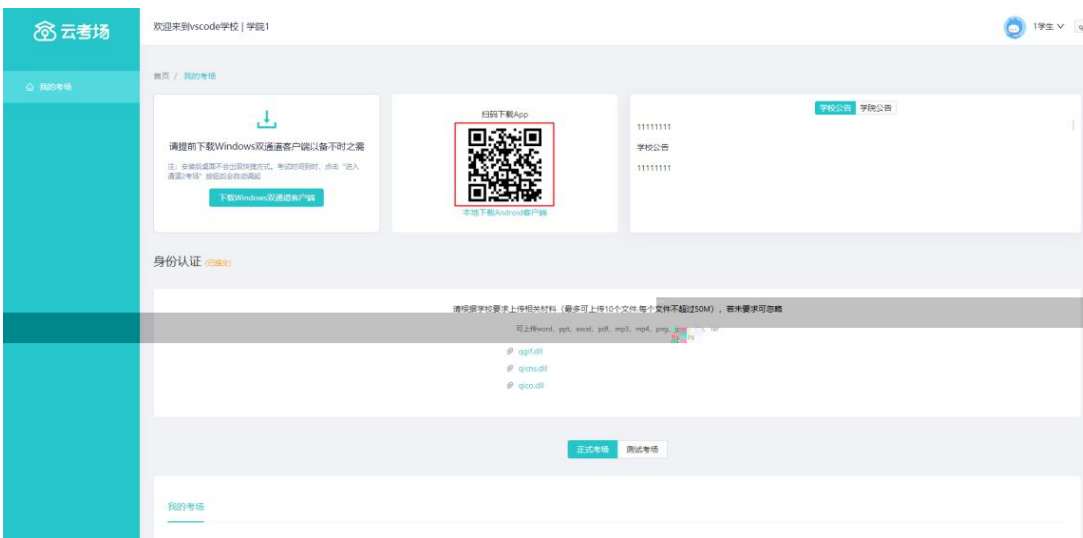 云考场
欢迎来到vscode学校 | 学院1
1学生
我的考场
首页 / 我的考场
请提前下载Windows双通道客户端以备不时之需
注：安装后桌面不会出现快捷方式。考试时间到时，点击“进入
通道2考场”按钮后会自动调起
下载Windows双通道客户端
扫码下载App
本地下载Android客户端
学校公告 学院公告
11111111
学校公告
11111111
身份认证 (已提交)
请根据学校要求上传相关材料（最多可上传10个文件,每个文件不超过50M），若未要求可忽略
可上传word、ppt、excel、pdf、mp3、mp4、png、
qgif.dll
qicns.dll
qico.dll
正式考场 测试考场
我的考场